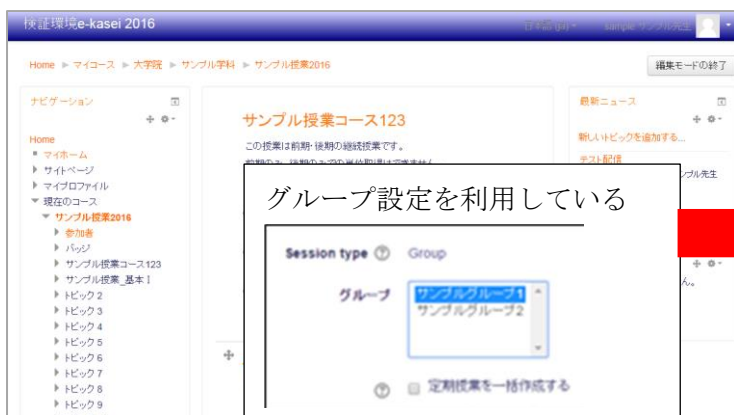 検証環境e-kasei 2016
日本語 (ja) sample サンプル先生
Home ▶ マイコース ▶ 大学院 ▶ サンプル学科 ▶ サンプル授業2016
編集モードの終了
ナビゲーション
Home
マイホーム
サイトページ
マイプロファイル
現在のコース
サンプル授業2016
参加者
バッジ
サンプル授業コース123
サンプル授業_基本Ⅰ
トピック 2
トピック 3
トピック 4
トピック 5
トピック 6
トピック 7
トピック 8
トピック 9
サンプル授業コース123
この授業は前期・後期の継続授業です。
グループ設定を利用している
Session type Group
グループ
サンプルグループ1
サンプルグループ2
定期授業を一括作成する
最新ニュース
新しいトピックを追加する...
テスト配信
ンプル先生
ん。